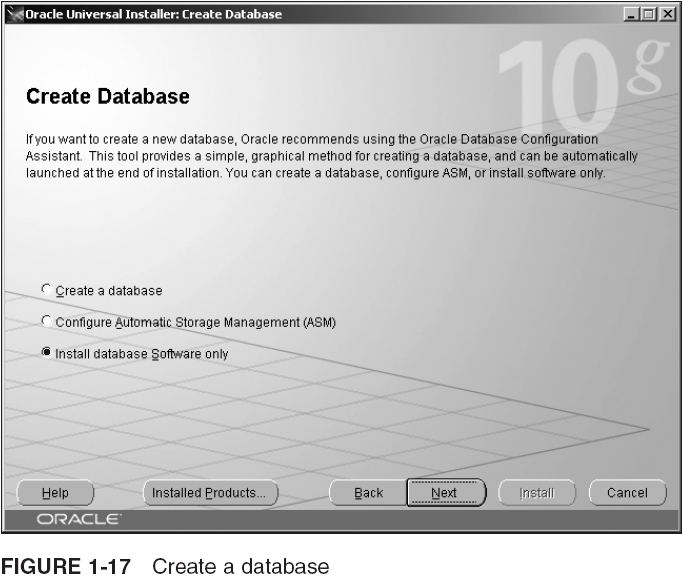 Oracle Universal Installer: Create Database
10g
Create Database
If you want to create a new database, Oracle recommends using the Oracle Database Configuration
Assistant. This tool provides a simple, graphical method for creating a database, and can be automatically
launched at the end of installation. You can create a database, configure ASM, or install software only.
Create a database
Configure Automatic Storage Management (ASM)
Install database Software only
Help Installed Products... Back Next Install Cancel
ORACLE
FIGURE 1-17 Create a database